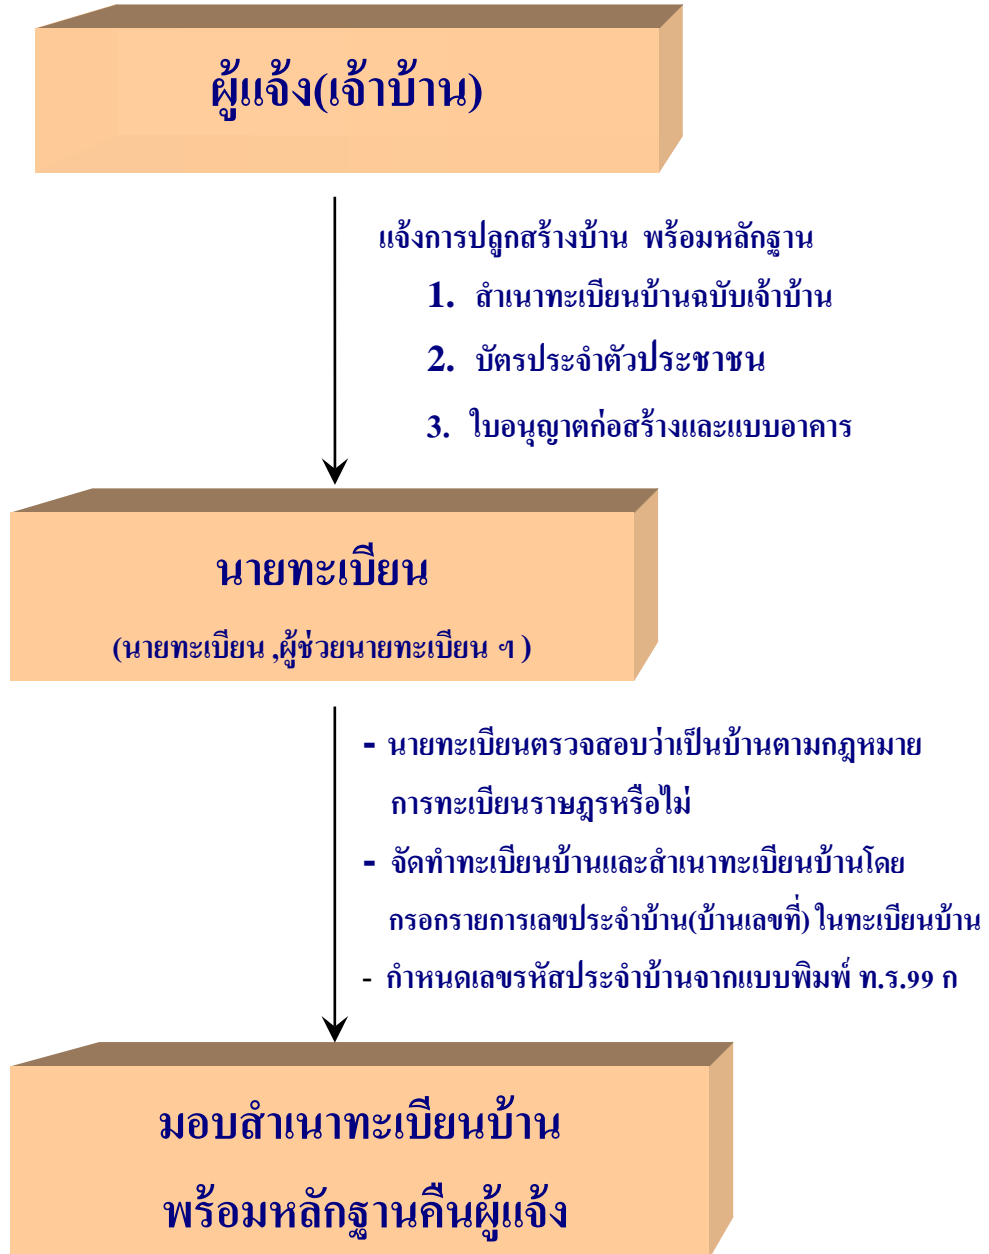 ผู้แจ้ง(เจ้าบ้าน)
แจ้งการปลูกสร้างบ้าน พร้อมหลักฐาน
1. สำเนาทะเบียนบ้านฉบับเจ้าบ้าน
2. บัตรประจำตัวประชาชน
3. ใบอนุญาตก่อสร้างและแบบอาคาร
นายทะเบียน
(นายทะเบียน ,ผู้ช่วยนายทะเบียน ฯ )
- นายทะเบียนตรวจสอบว่าเป็นบ้านตามกฎหมาย
การทะเบียนราษฎรหรือไม่
- จัดทำทะเบียนบ้านและสำเนาทะเบียนบ้านโดย
กรอกรายการเลขประจำบ้าน(บ้านเลขที่) ในทะเบียนบ้าน
- กำหนดเลขรหัสประจำบ้านจากแบบพิมพ์ ท.ร.99 ก
มอบสำเนาทะเบียนบ้าน
พร้อมหลักฐานคืนผู้แจ้ง